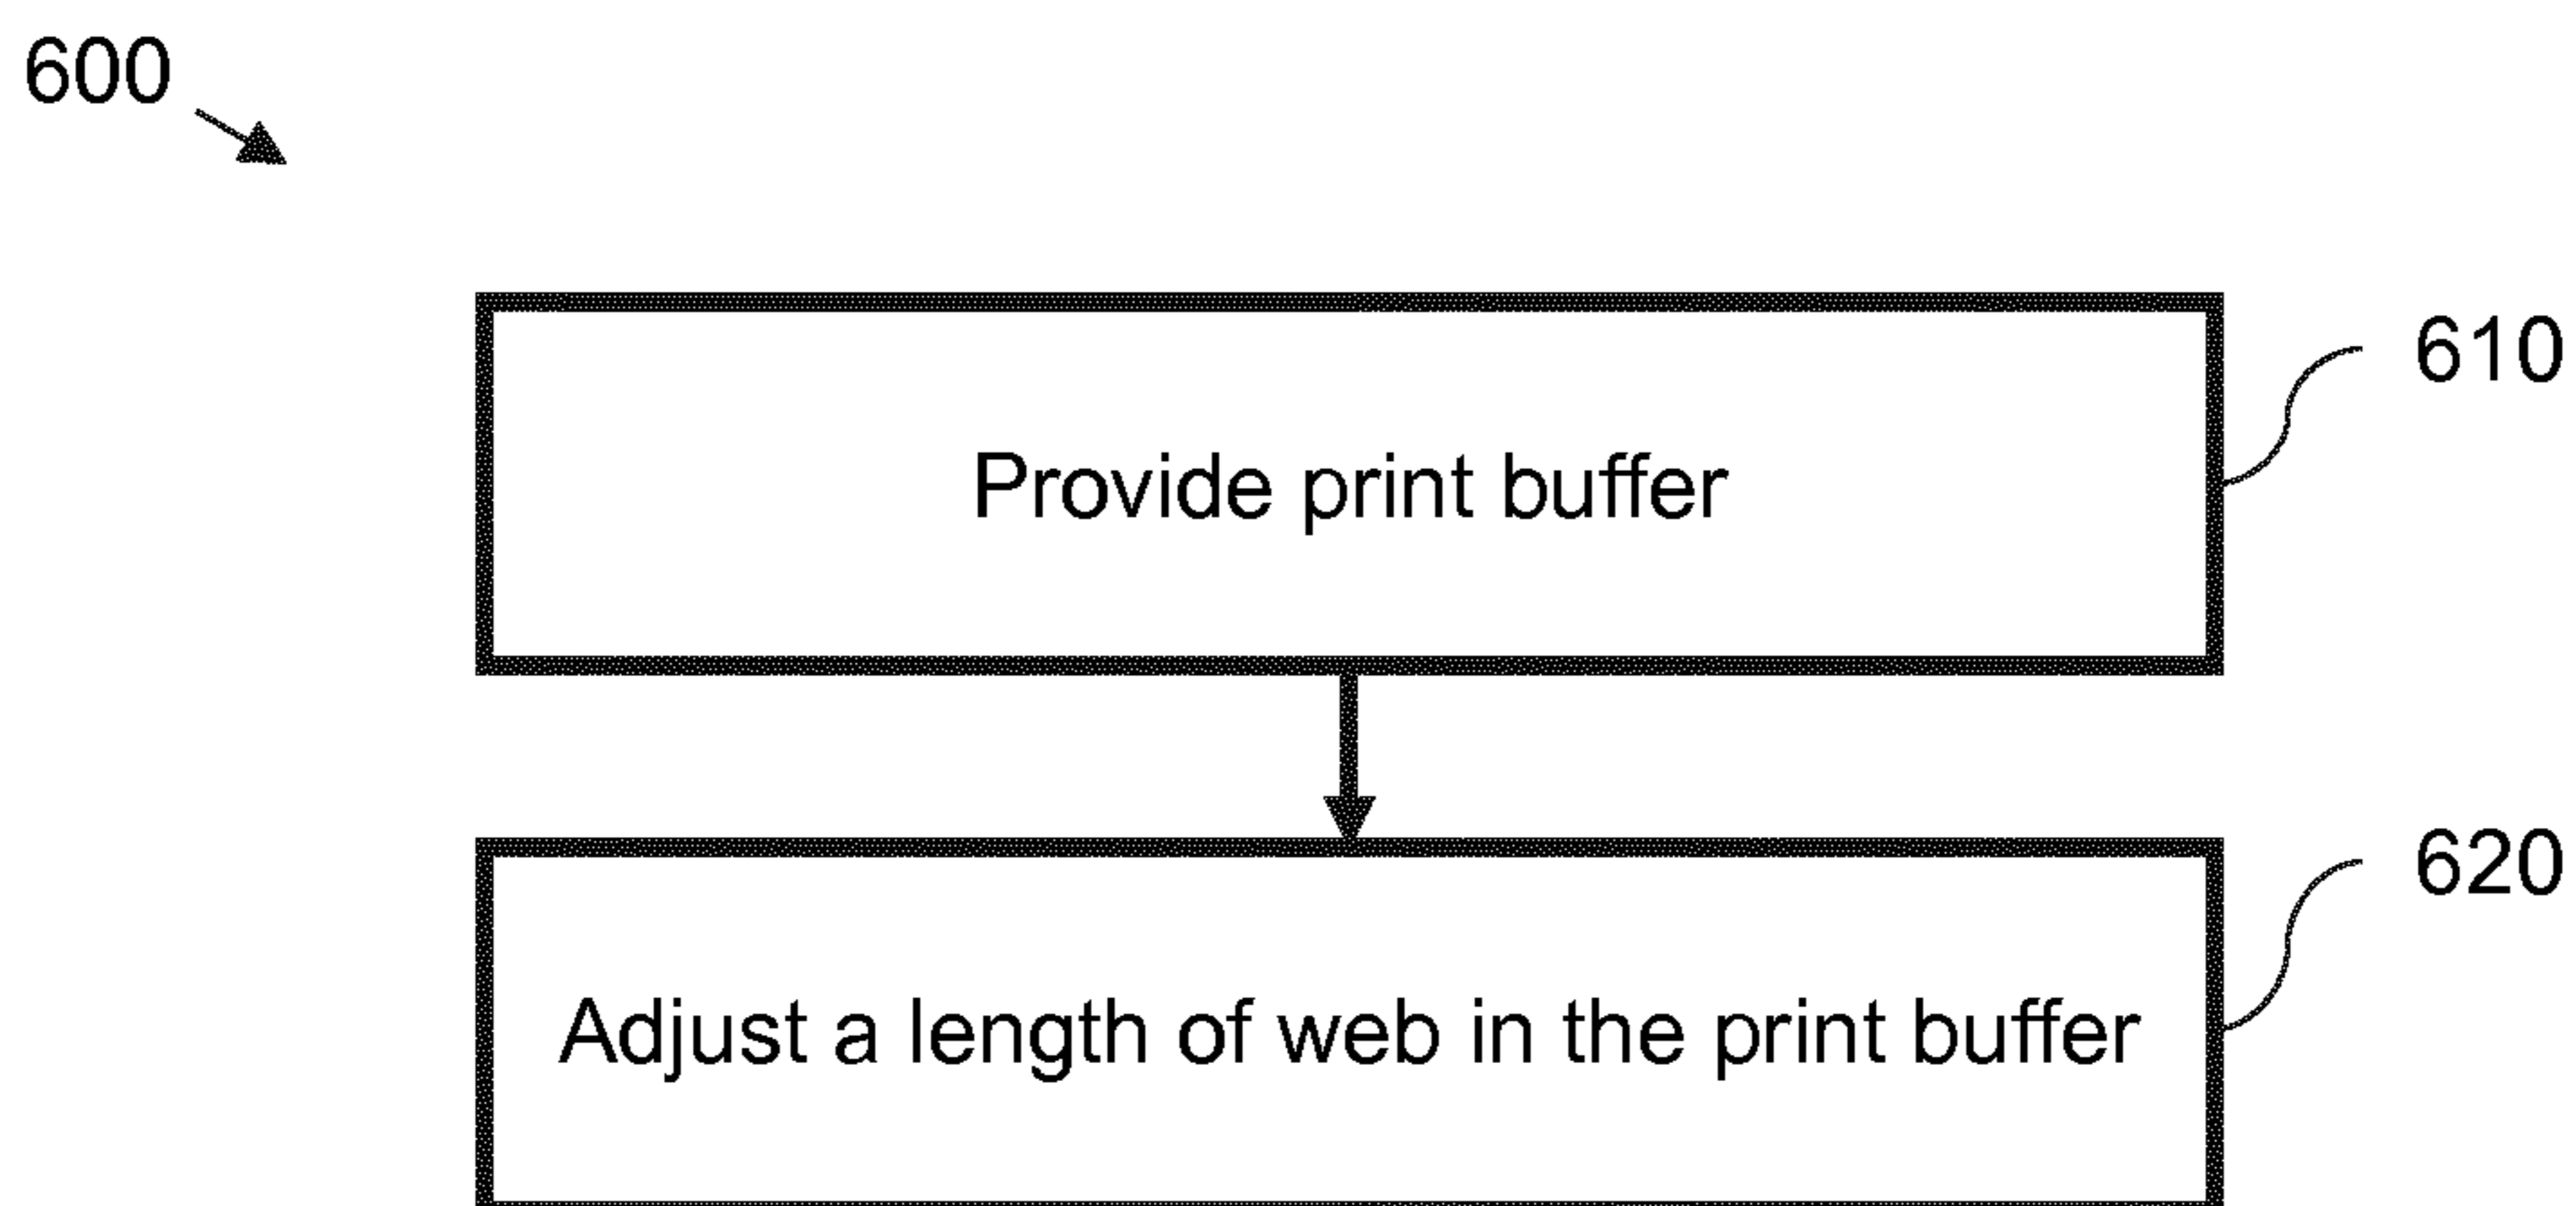 600
610
Provide print buffer
620
Adjust a length of web in the print buffer